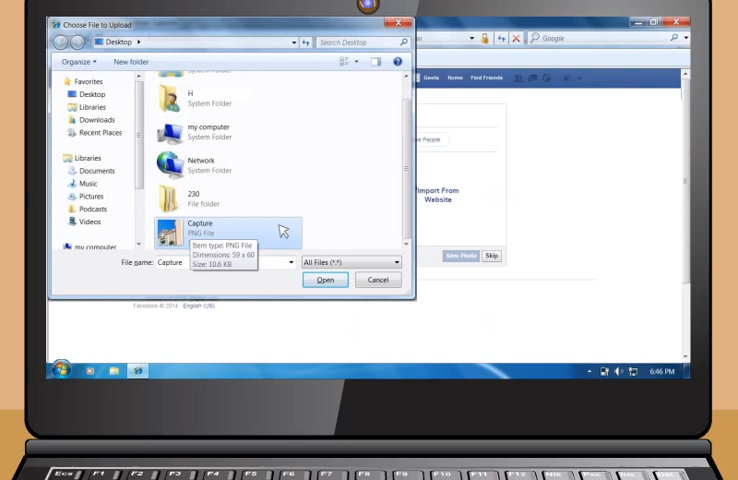 Choose File to Upload
Desktop
Search Desktop
Google
Organize
New folder
Geeta Home Find Friends
Favorites
Desktop
Libraries
Downloads
Recent Places
Libraries
Documents
Music
Pictures
Podcasts
Videos
my computer
System Folder
H
System Folder
my computer
System Folder
Network
System Folder
230
File folder
Capture
PNG File
Item type: PNG File
Dimensions: 59 x 60
Size: 10.6 KB
File name: Capture
All Files (*.*)
Open
Cancel
People
Import From
Website
Save Photo
Skip
Facebook © 2014 · English (US)
6:46 PM
Esc F1 F2 F3 F4 F5 F6 F7 F8 F9 F10 F11 F12